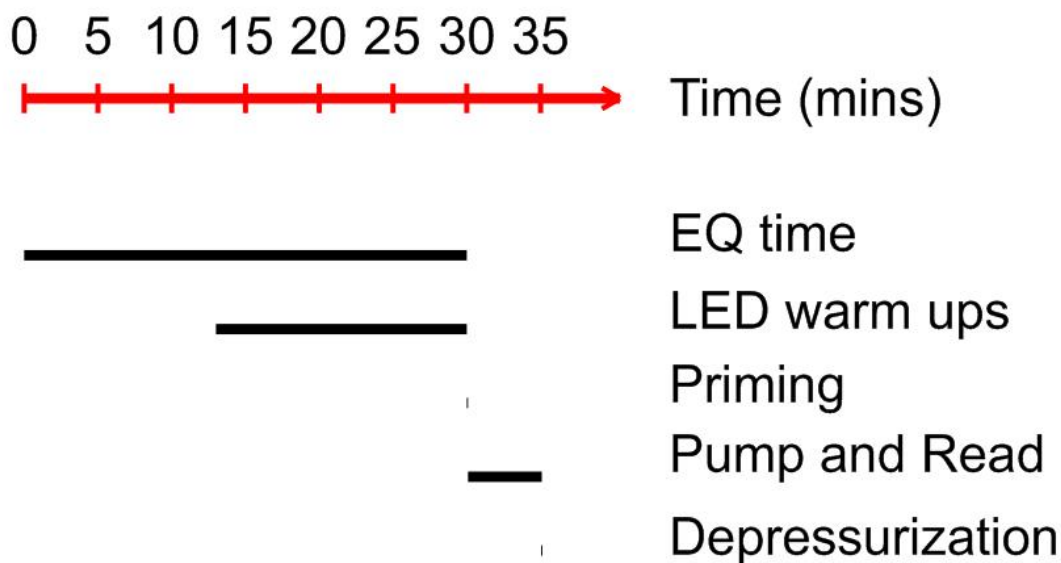 0 5 10 15 20 25 30 35
Time (mins)
EQ time
LED warm ups
Priming
Pump and Read
Depressurization